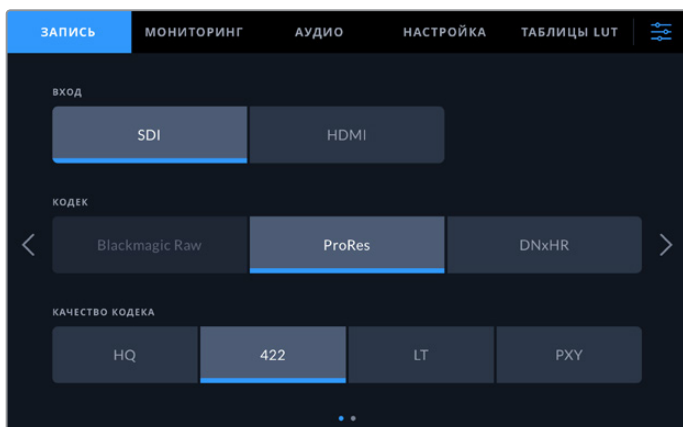 ЗАПИСЬ МОНИТОРИНГ АУДИО НАСТРОЙКА ТАБЛИЦЫ LUT
ВХОД
SDI HDMI
КОДЕК
Blackmagic Raw ProRes DNxHR
КАЧЕСТВО КОДЕКА
HQ 422 LT PXY